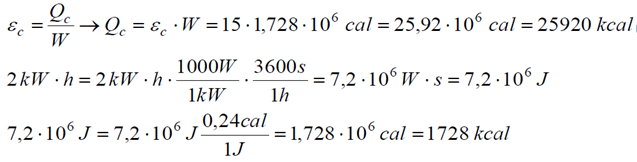 ε_c = Q_c/W → Q_c = ε_c · W = 15 · 1,728 · 10^6 cal = 25,92 · 10^6 cal = 25920 kcal
2 kW · h = 2 kW · h · 1000W/1kW · 3600s/1h = 7,2 · 10^6 W · s = 7,2 · 10^6 J
7,2 · 10^6 J = 7,2 · 10^6 J 0,24cal/1J = 1,728 · 10^6 cal = 1728 kcal